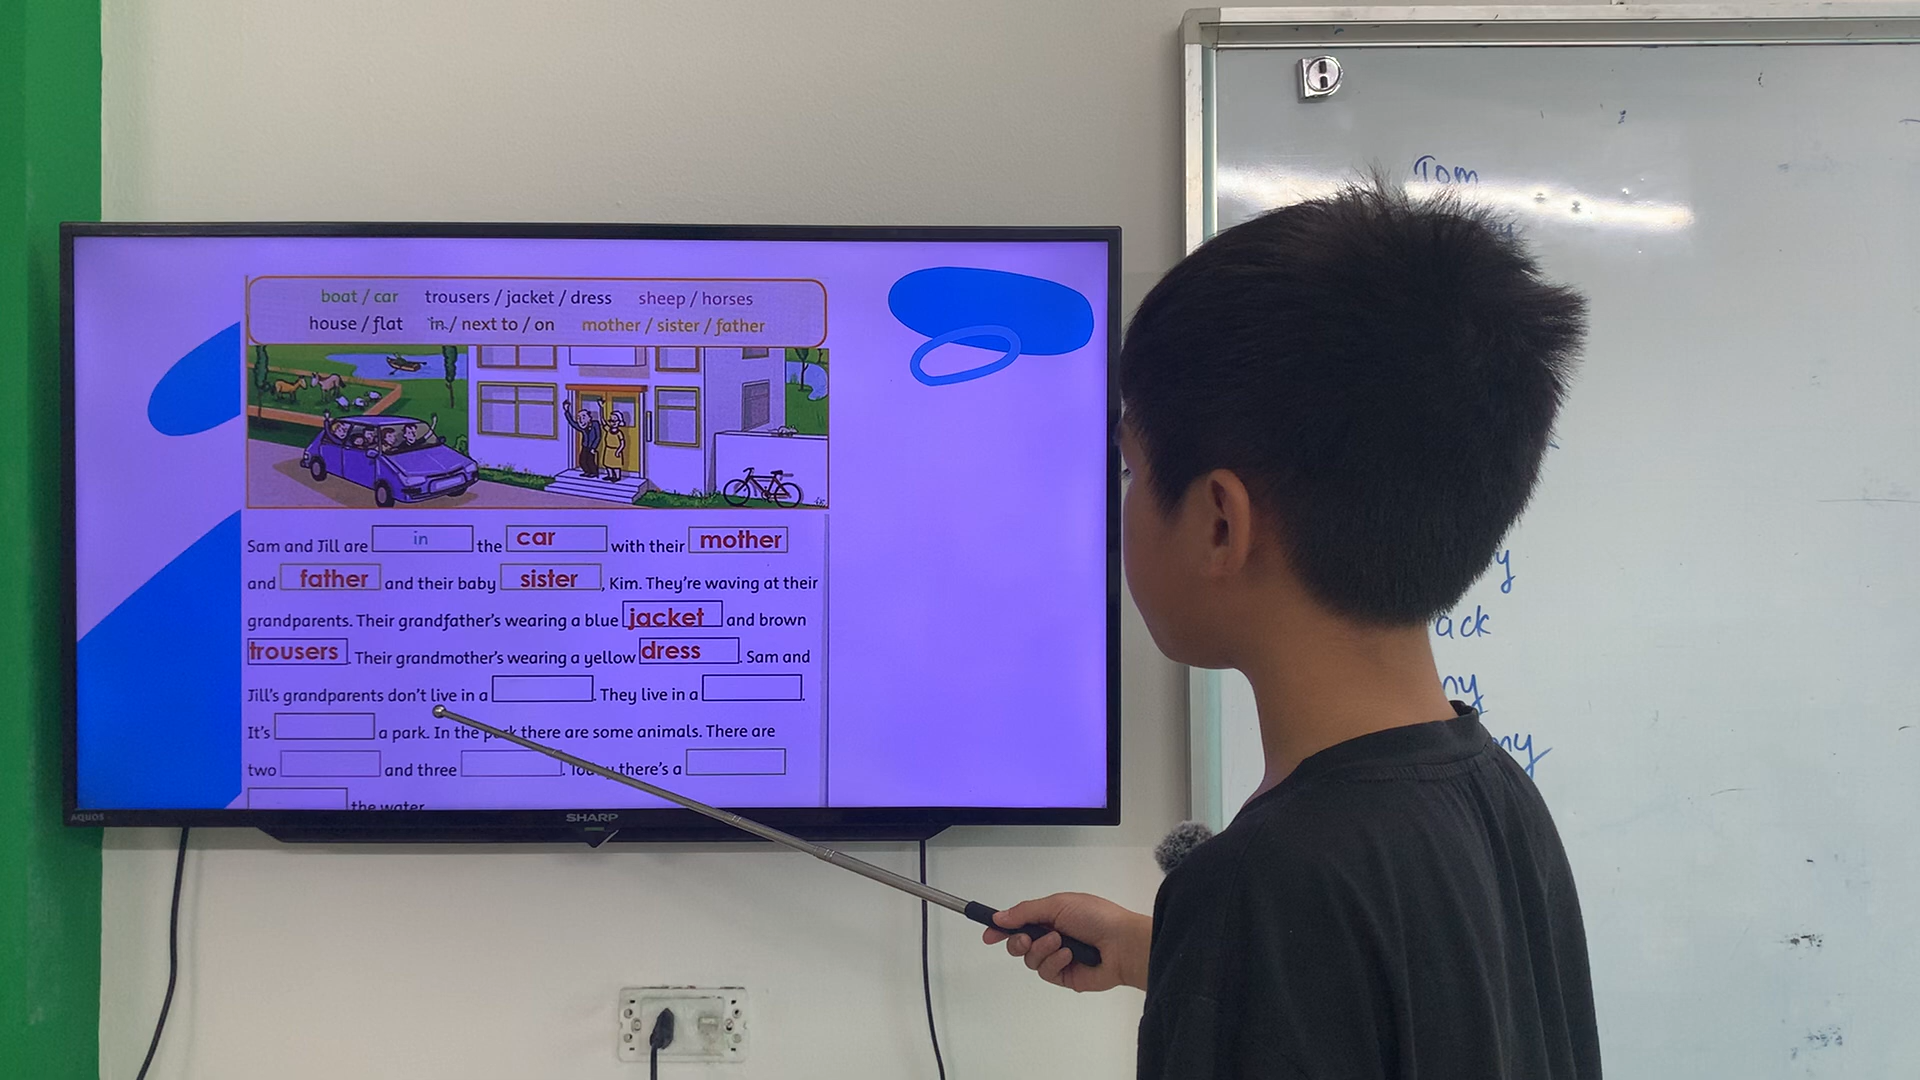 boat / car trousers / jacket / dress sheep / horses
house / flat in / next to / on mother / sister / father
Sam and Jill are in the car with their mother
and father and their baby sister, Kim. They're waving at their
grandparents. Their grandfather's wearing a blue jacket and brown
trousers. Their grandmother's wearing a yellow dress. Sam and
Jill's grandparents don't live in a . They live in a .
It's a park. In the park there are some animals. There are
two and three . Today there's a
the water
AQUOS
SHARP
Tom